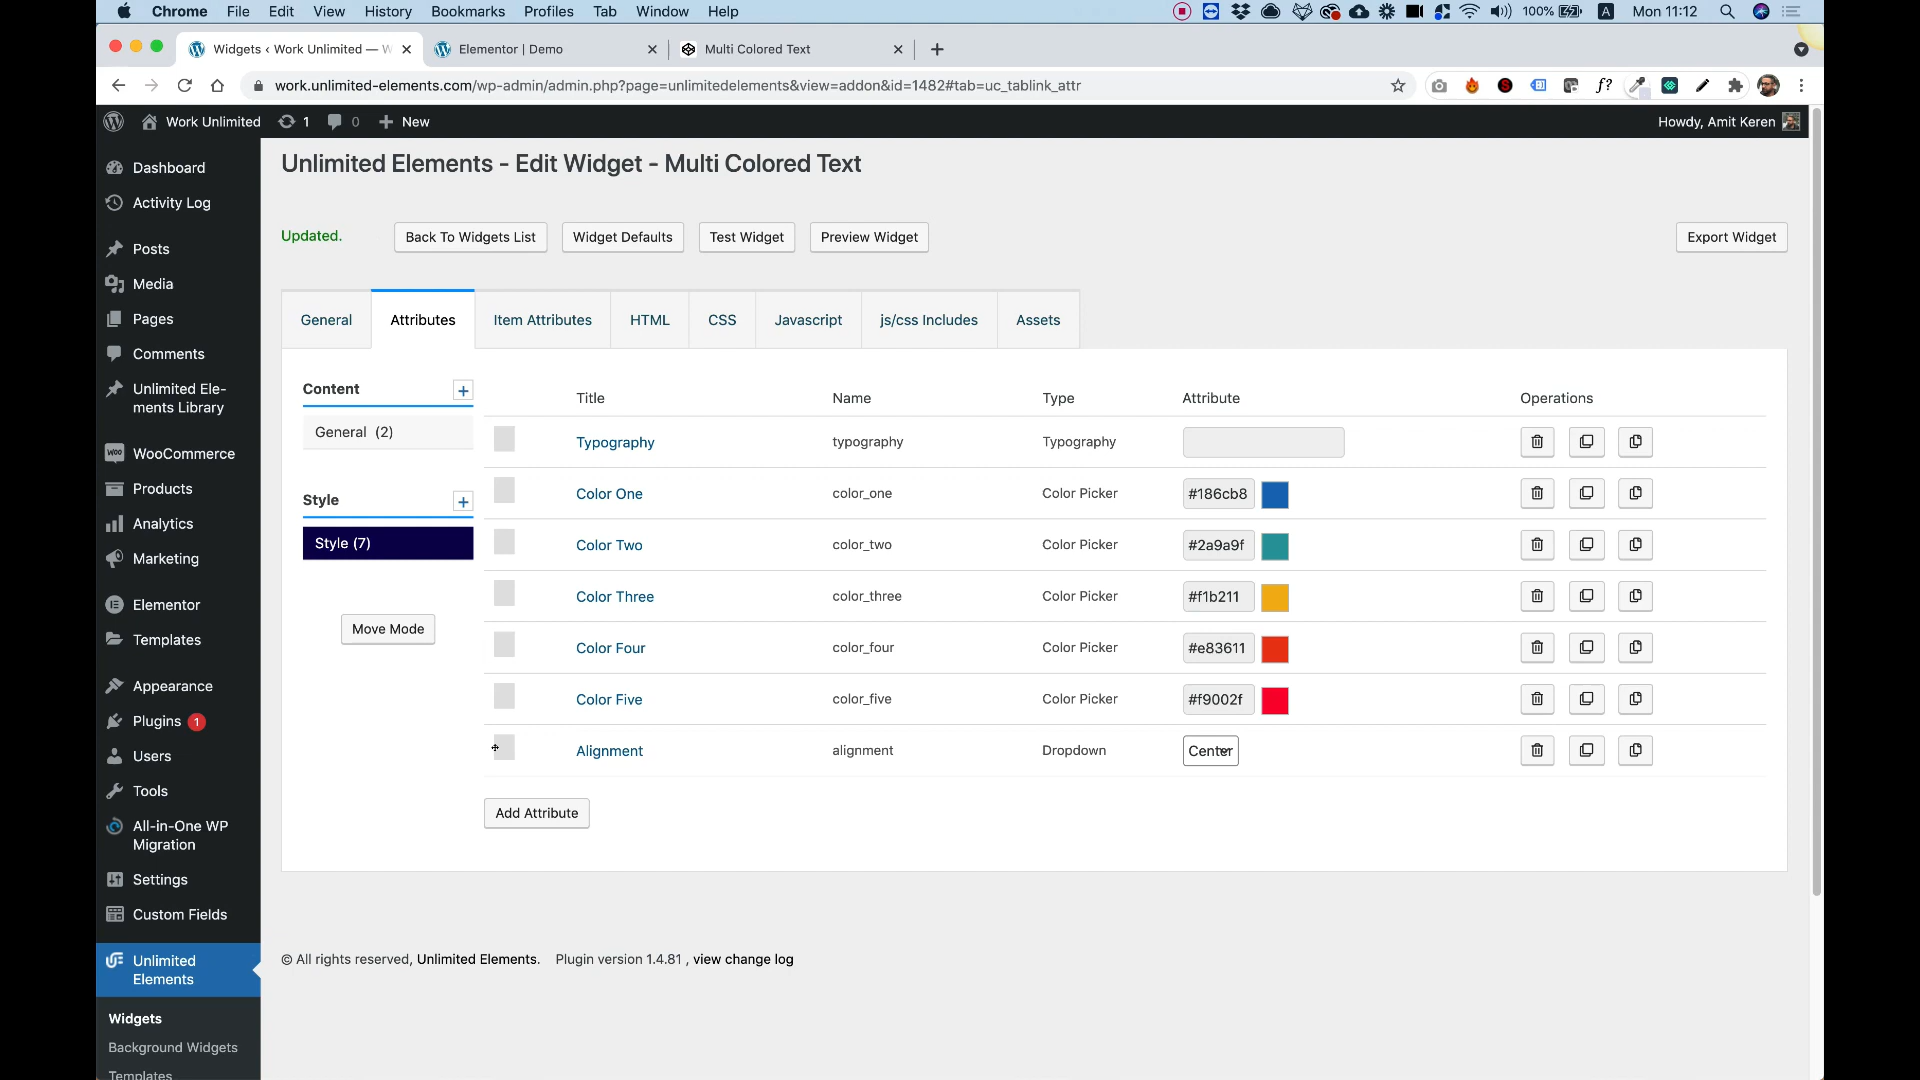 Chrome File Edit View History Bookmarks Profiles Tab Window Help 100% A Mon 11:12
Widgets ‹ Work Unlimited — W Elementor | Demo Multi Colored Text
work.unlimited-elements.com/wp-admin/admin.php?page=unlimitedelements&view=addon&id=1482#tab=uc_tablink_attr S f?
Work Unlimited 1 0 New Howdy, Amit Keren
Dashboard
Activity Log
Posts
Media
Pages
Comments
Unlimited Ele-
ments Library
WooCommerce
Products
Analytics
Marketing
Elementor
Templates
Appearance
Plugins 1
Users
Tools
All-in-One WP
Migration
Settings
Custom Fields
Unlimited
Elements
Widgets
Background Widgets
Templates
Unlimited Elements - Edit Widget - Multi Colored Text
Updated. Back To Widgets List Widget Defaults Test Widget Preview Widget Export Widget
General Attributes Item Attributes HTML CSS Javascript js/css Includes Assets
Content +
General (2)
Style +
Style (7)
Move Mode
Title Name Type Attribute Operations
Typography typography Typography
Color One color_one Color Picker #186cb8
Color Two color_two Color Picker #2a9a9f
Color Three color_three Color Picker #f1b211
Color Four color_four Color Picker #e83611
Color Five color_five Color Picker #f9002f
Alignment alignment Dropdown Center
Add Attribute
© All rights reserved, Unlimited Elements. Plugin version 1.4.81 , view change log